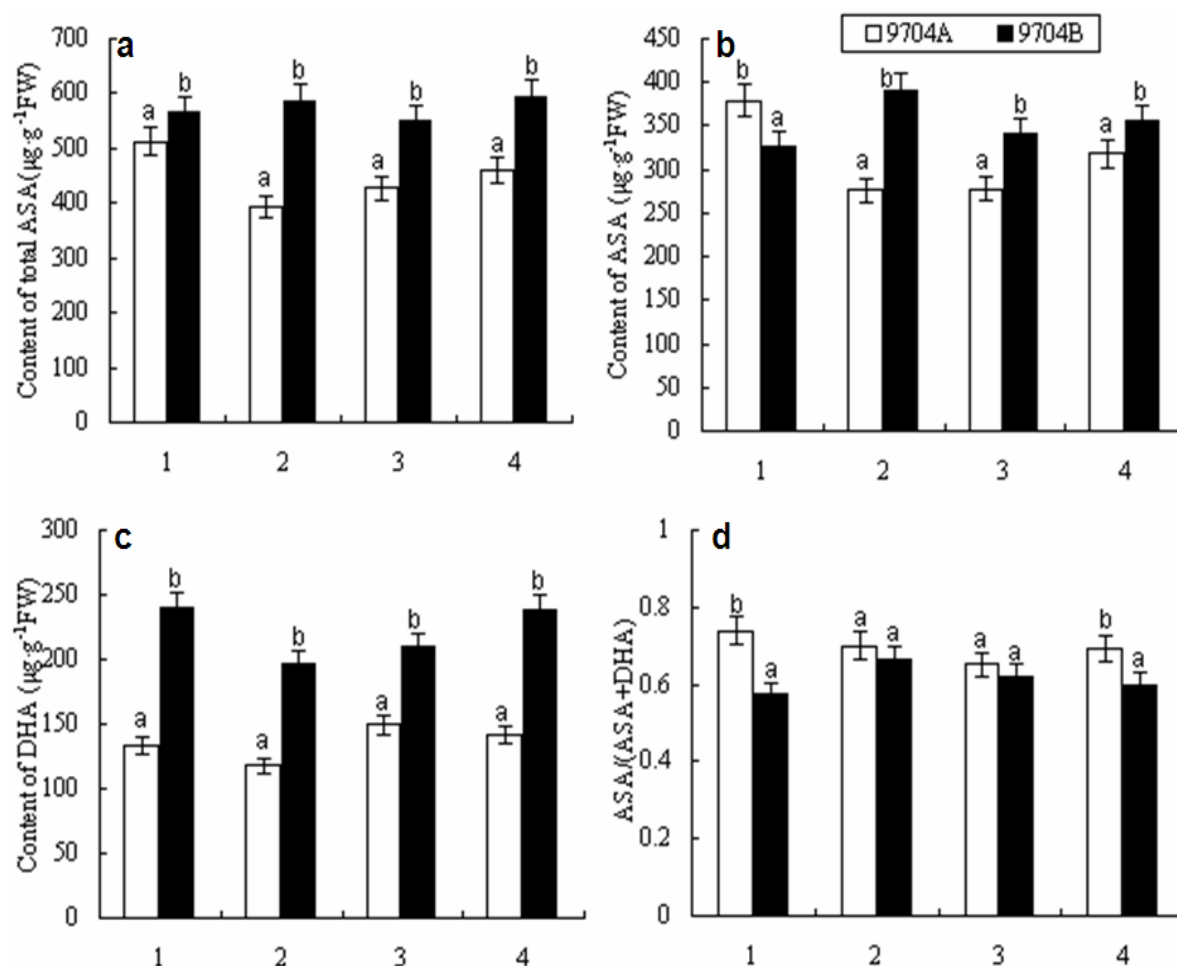 a
Content of total ASA(µg·g⁻¹FW)
700
600
500
400
300
200
100
0
a
b
a
b
a
b
a
b
1
2
3
4
b
9704A
9704B
Content of ASA (µg·g⁻¹FW)
450
400
350
300
250
200
150
100
50
0
b
a
a
b
a
b
a
b
1
2
3
4
c
Content of DHA (µg·g⁻¹FW)
300
250
200
150
100
50
0
a
b
a
b
a
b
a
b
1
2
3
4
d
ASA/(ASA+DHA)
1
0.8
0.6
0.4
0.2
0
b
a
a
a
a
a
b
a
1
2
3
4